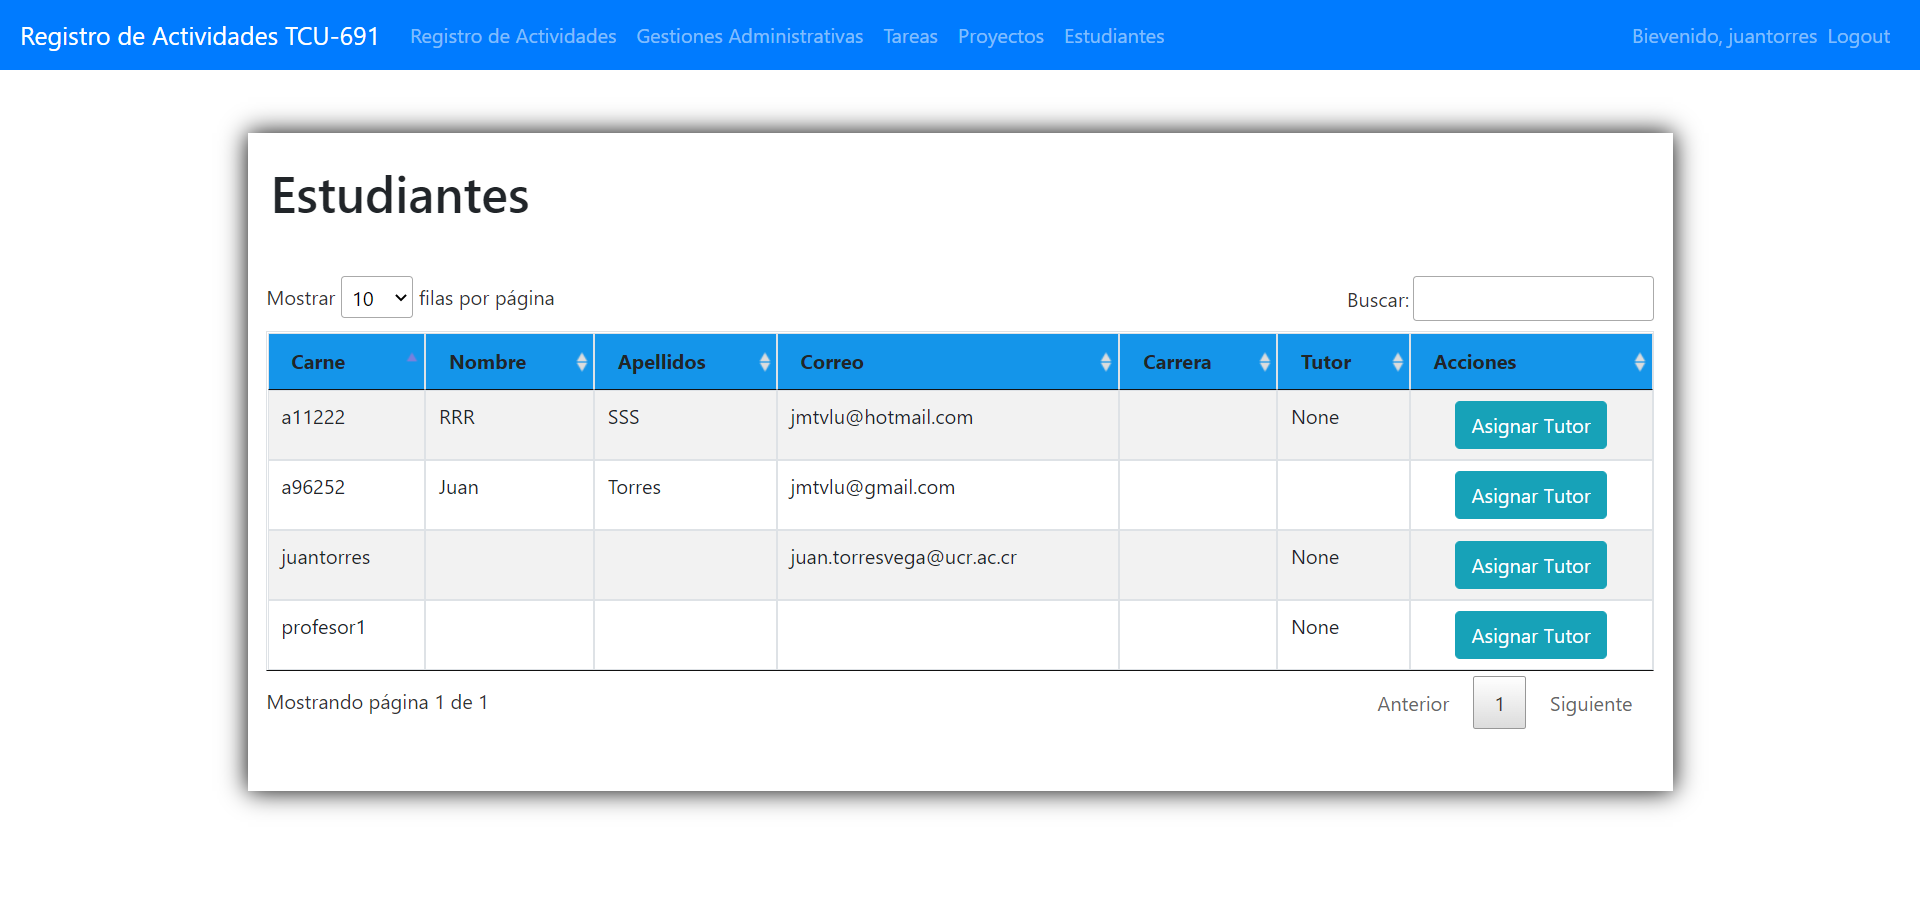 Registro de Actividades TCU-691 Registro de Actividades Gestiones Administrativas Tareas Proyectos Estudiantes Bievenido, juantorres Logout
Estudiantes
Mostrar 10 filas por página Buscar:
Carne Nombre Apellidos Correo Carrera Tutor Acciones
a11222 RRR SSS jmtvlu@hotmail.com None Asignar Tutor
a96252 Juan Torres jmtvlu@gmail.com Asignar Tutor
juantorres juan.torresvega@ucr.ac.cr None Asignar Tutor
profesor1 None Asignar Tutor
Mostrando página 1 de 1 Anterior 1 Siguiente